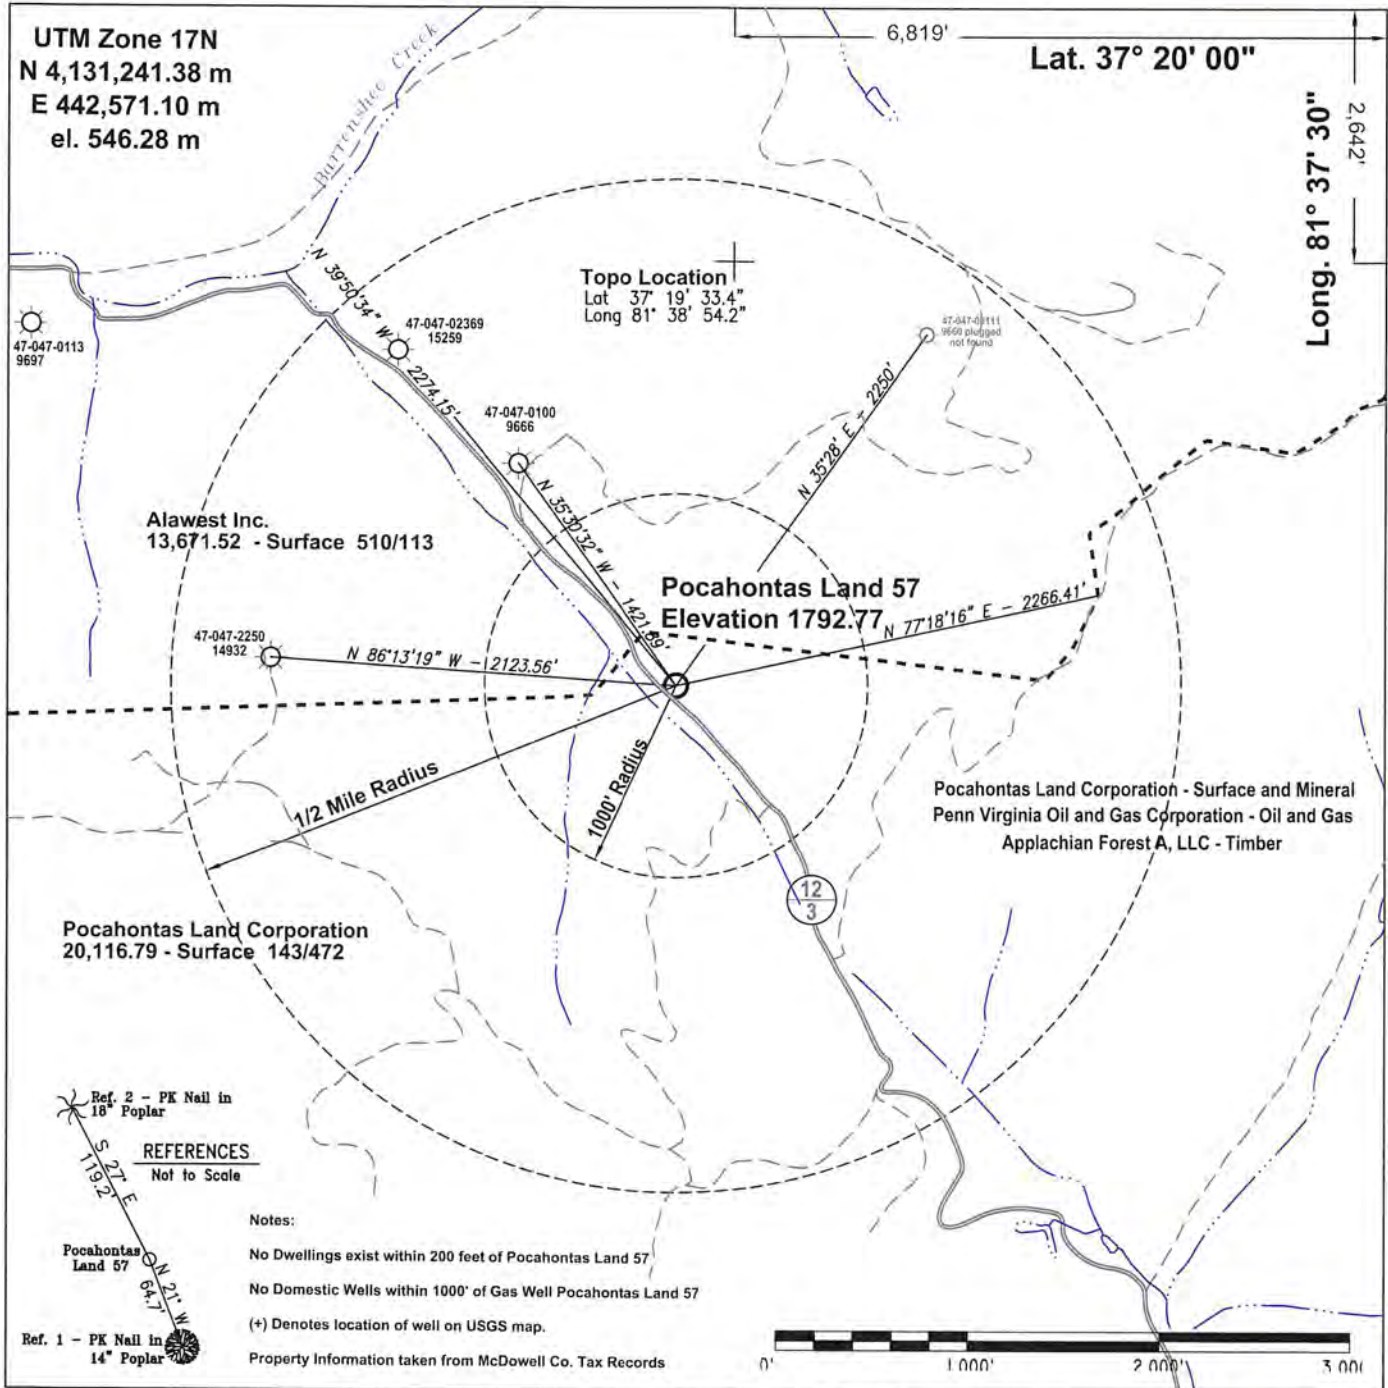 UTM Zone 17N
N 4,131,241.38 m
E 442,571.10 m
el. 546.28 m
Barrenshee Creek
6,819'
Lat. 37° 20' 00"
Long. 81° 37' 30"
2,642'
Topo Location
Lat 37° 19' 33.4"
Long 81° 38' 54.2"
47-047-0113
9697
N 39°50'34" W
2274.15'
47-047-02369
15259
47-047-0100
9666
N 35°30'32" W - 1421.89'
9660 plugged
not found
N 35°28' E - 2250'
Alawest Inc.
13,671.52 - Surface 510/113
Pocahontas Land 57
Elevation 1792.77
N 77°18'16" E - 2266.41'
47-047-2250
14932
N 86°13'19" W - 2123.56'
1/2 Mile Radius
1000' Radius
Pocahontas Land Corporation - Surface and Mineral
Penn Virginia Oil and Gas Corporation - Oil and Gas
Applachian Forest A, LLC - Timber
12
3
Pocahontas Land Corporation
20,116.79 - Surface 143/472
Ref. 2 - PK Nail in
18" Poplar
REFERENCES
Not to Scale
S 27° E
119.2'
Pocahontas
Land 57
N 21° W
64.7'
Ref. 1 - PK Nail in
14" Poplar
Notes:
No Dwellings exist within 200 feet of Pocahontas Land 57
No Domestic Wells within 1000' of Gas Well Pocahontas Land 57
(+) Denotes location of well on USGS map.
Property Information taken from McDowell Co. Tax Records
0' 1 000' 2 000' 3 000